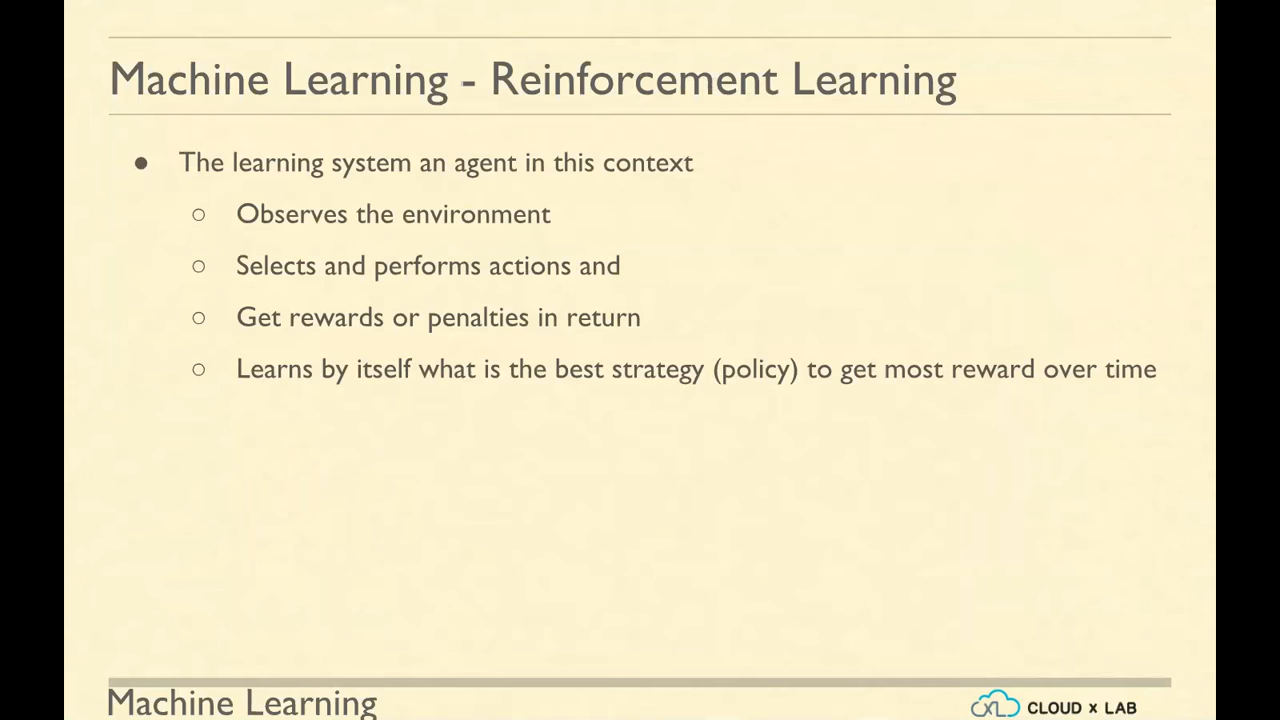 Machine Learning - Reinforcement Learning
● The learning system an agent in this context
○ Observes the environment
○ Selects and performs actions and
○ Get rewards or penalties in return
○ Learns by itself what is the best strategy (policy) to get most reward over time
Machine Learning
CXL CLOUD x LAB